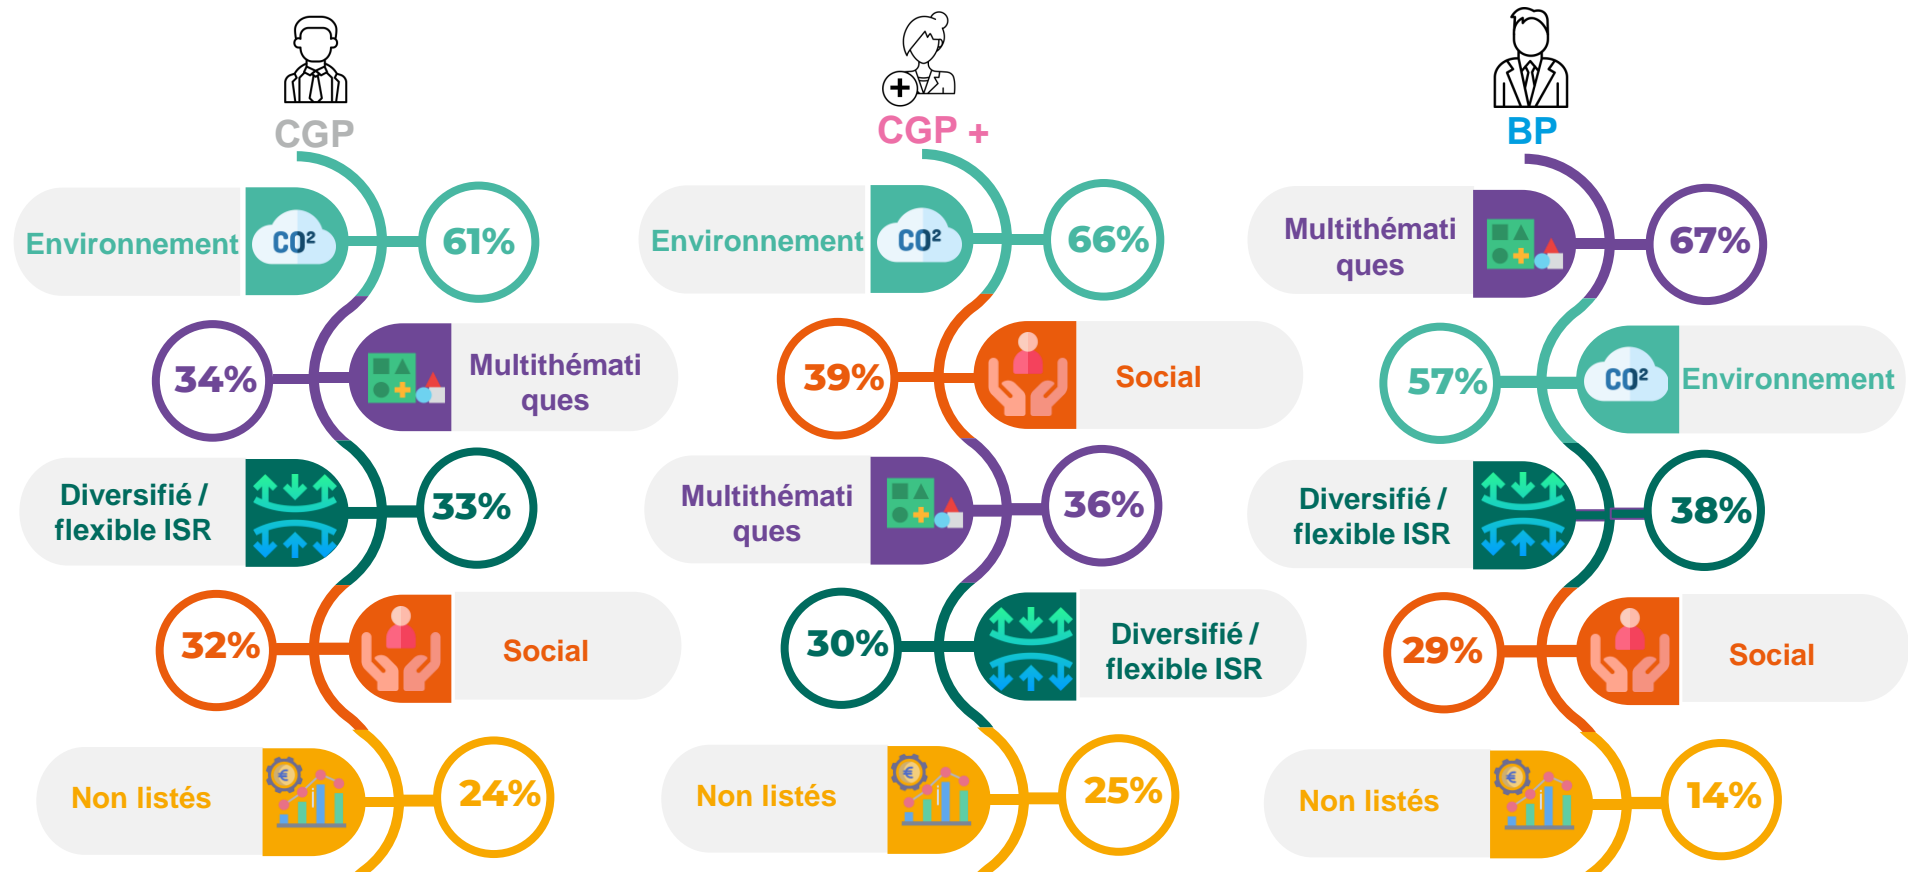 CGP
Environnement
CO²
61%
34%
Multithémati
ques
Diversifié /
flexible ISR
33%
32%
Social
Non listés
€
24%
+
CGP +
Environnement
CO²
66%
39%
Social
Multithémati
ques
36%
30%
Diversifié /
flexible ISR
Non listés
€
25%
BP
Multithémati
ques
67%
57%
CO²
Environnement
Diversifié /
flexible ISR
38%
29%
Social
Non listés
€
14%